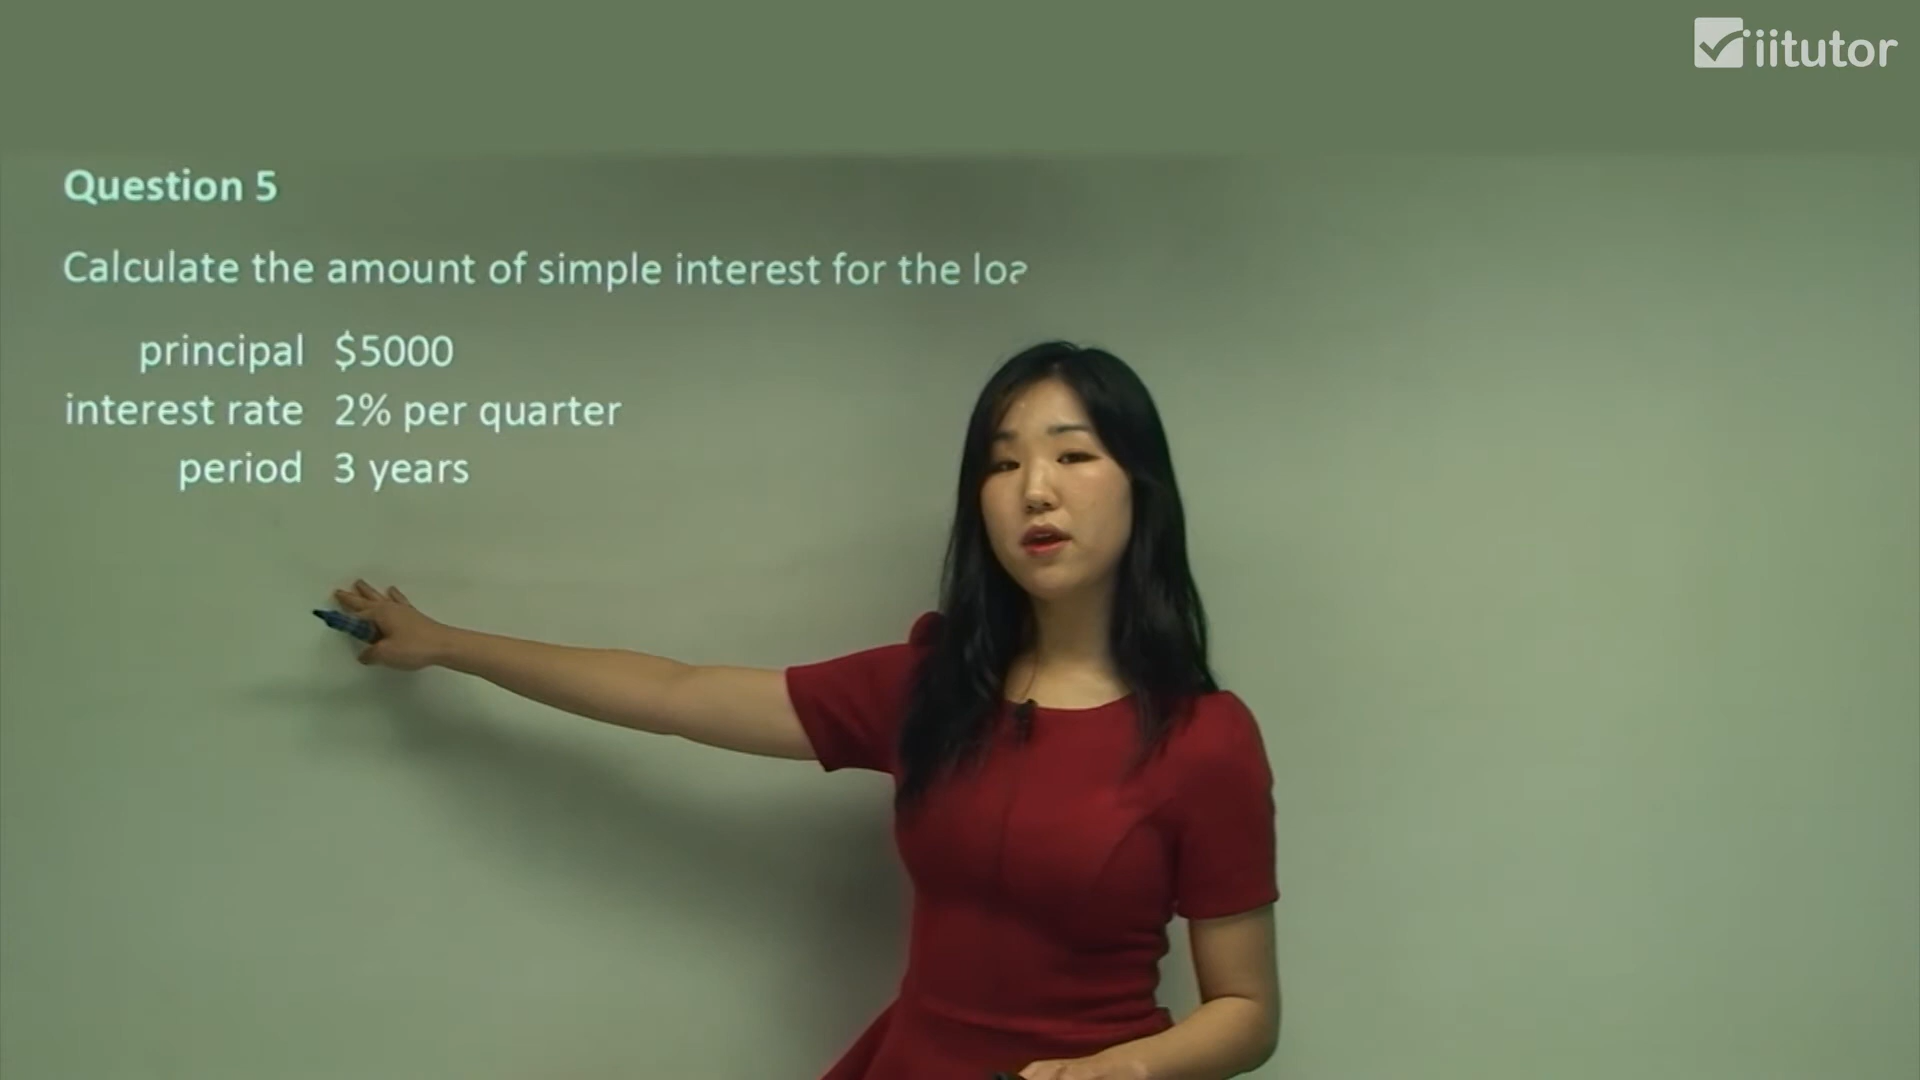 iitutor
Question 5
Calculate the amount of simple interest for the
principal $5000
interest rate 2% per quarter
period 3 years